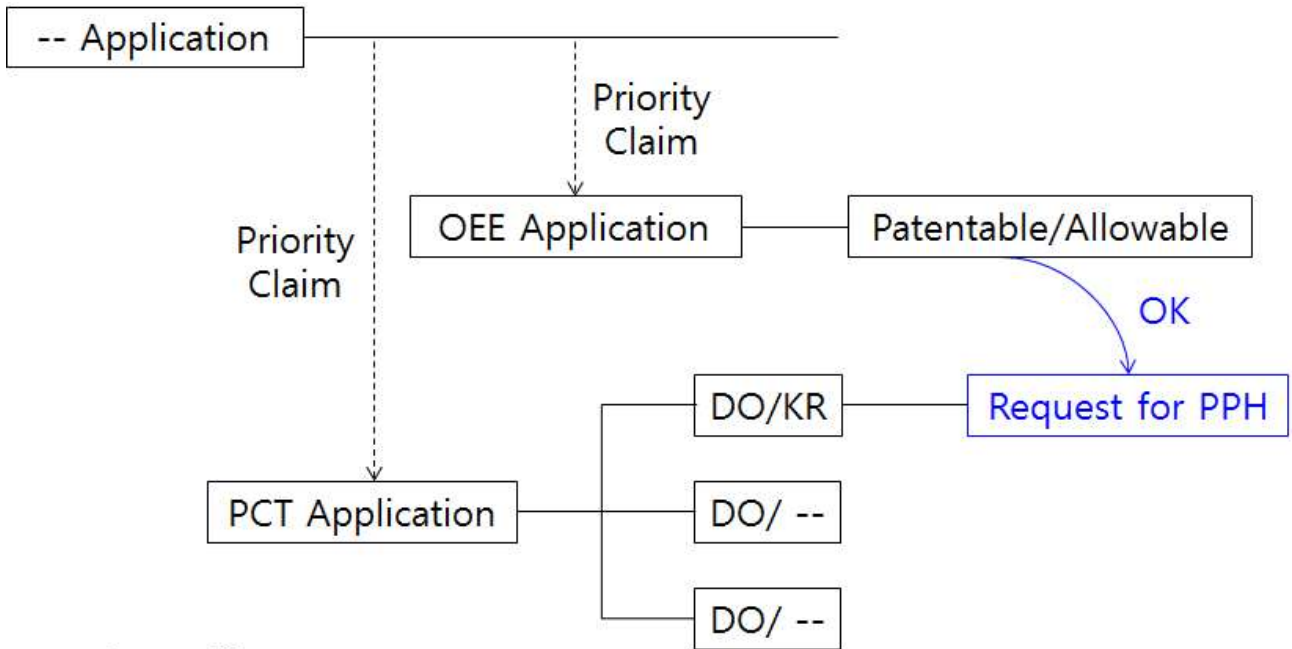 -- Application
Priority
Claim
OEE Application
Patentable/Allowable
Priority
Claim
OK
DO/KR
Request for PPH
PCT Application
DO/ --
DO/ --